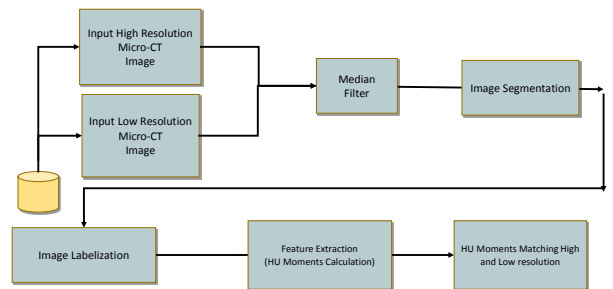 Input High Resolution
Micro-CT
Image
Input Low Resolution
Micro-CT
Image
Median
Filter
Image Segmentation
Image Labelization
Feature Extraction
(HU Moments Calculation)
HU Moments Matching High
and Low resolution